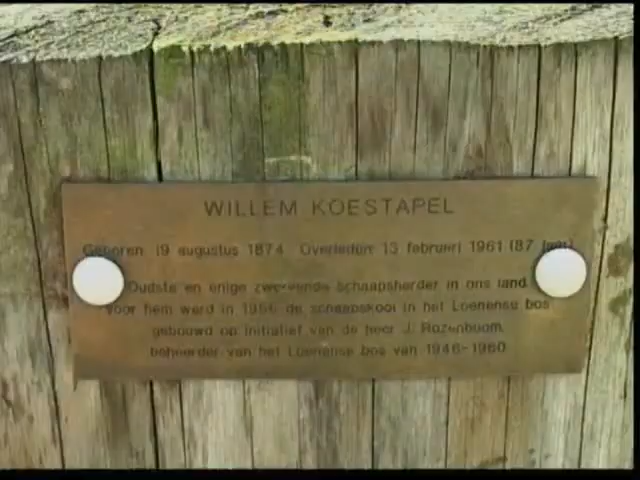 WILLEM KOESTAPEL
Geboren 19 augustus 1874 Overleden 13 februari 1961 (87 jaar)
Oudste en enige zwervende schaapsherder in ons land.
Voor hem werd in 1956 de schaapskooi in het Loenense bos
gebouwd op initiatief van de heer J. Rozenboom,
beheerder van het Loenense bos van 1946-1960